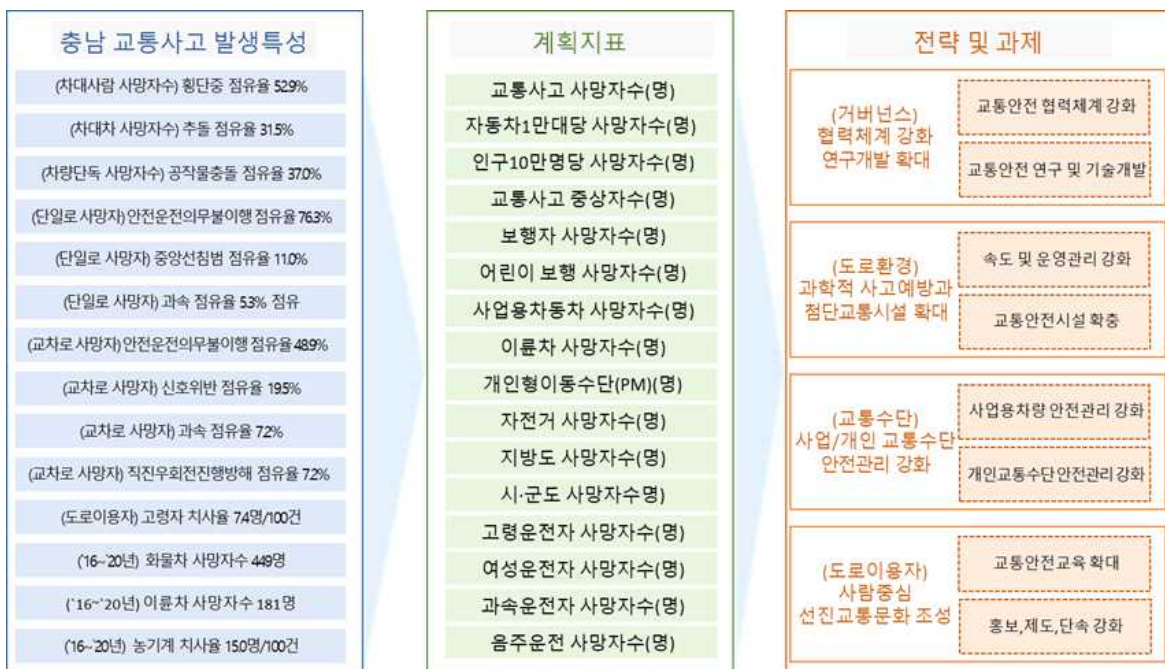 충남 교통사고 발생특성
(차대사람 사망자수) 횡단중 점유율 52.9%
(차대차 사망자수) 추돌 점유율 31.5%
(차량단독 사망자수) 공작물충돌 점유율 37.0%
(단일로 사망자) 안전운전의무불이행 점유율 76.3%
(단일로 사망자) 중앙선침범 점유율 11.0%
(단일로 사망자) 과속 점유율 5.3% 점유
(교차로 사망자) 안전운전의무불이행 점유율 48.9%
(교차로 사망자) 신호위반 점유율 19.5%
(교차로 사망자) 과속 점유율 7.2%
(교차로 사망자) 직진우회전진행방해 점유율 7.2%
(도로이용자) 고령자 치사율 7.4명/100건
('16~'20년) 화물차 사망자수 449명
('16~'20년) 이륜차 사망자수 181명
('16~'20년) 농기계 치사율 15.0명/100건
계획지표
교통사고 사망자수(명)
자동차1만대당 사망자수(명)
인구10만명당 사망자수(명)
교통사고 중상자수(명)
보행자 사망자수(명)
어린이 보행 사망자수(명)
사업용차동차 사망자수(명)
이륜차 사망자수(명)
개인형이동수단(PM)(명)
자전거 사망자수(명)
지방도 사망자수(명)
시·군도 사망자수명)
고령운전자 사망자수(명)
여성운전자 사망자수(명)
과속운전자 사망자수(명)
음주운전 사망자수(명)
전략 및 과제
(거버넌스)
협력체계 강화
연구개발 확대
교통안전 협력체계 강화
교통안전 연구 및 기술개발
(도로환경)
과학적 사고예방과
첨단교통시설 확대
속도 및 운영관리 강화
교통안전시설 확충
(교통수단)
사업/개인 교통수단
안전관리 강화
사업용차량 안전관리 강화
개인교통수단 안전관리 강화
(도로이용자)
사람중심
선진교통문화 조성
교통안전교육 확대
홍보,제도,단속 강화